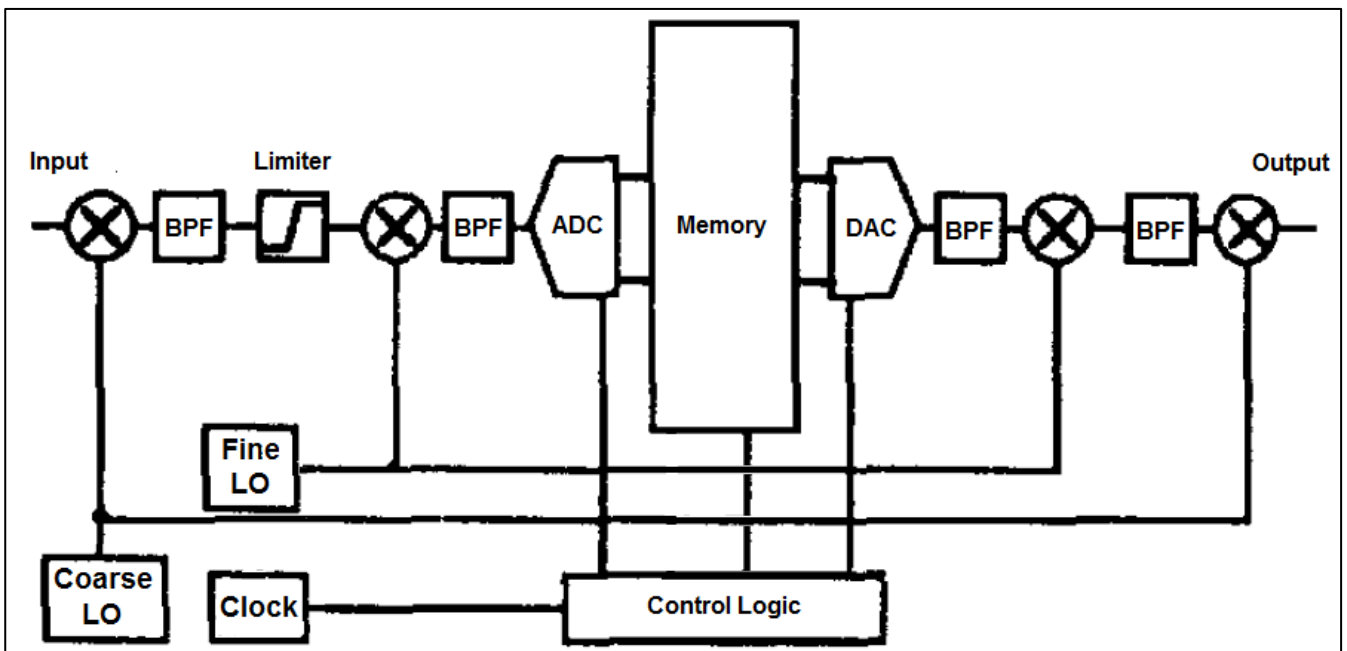 Input
Limiter
Output
BPF
BPF
ADC
Memory
DAC
BPF
BPF
Fine
LO
Coarse
LO
Clock
Control Logic